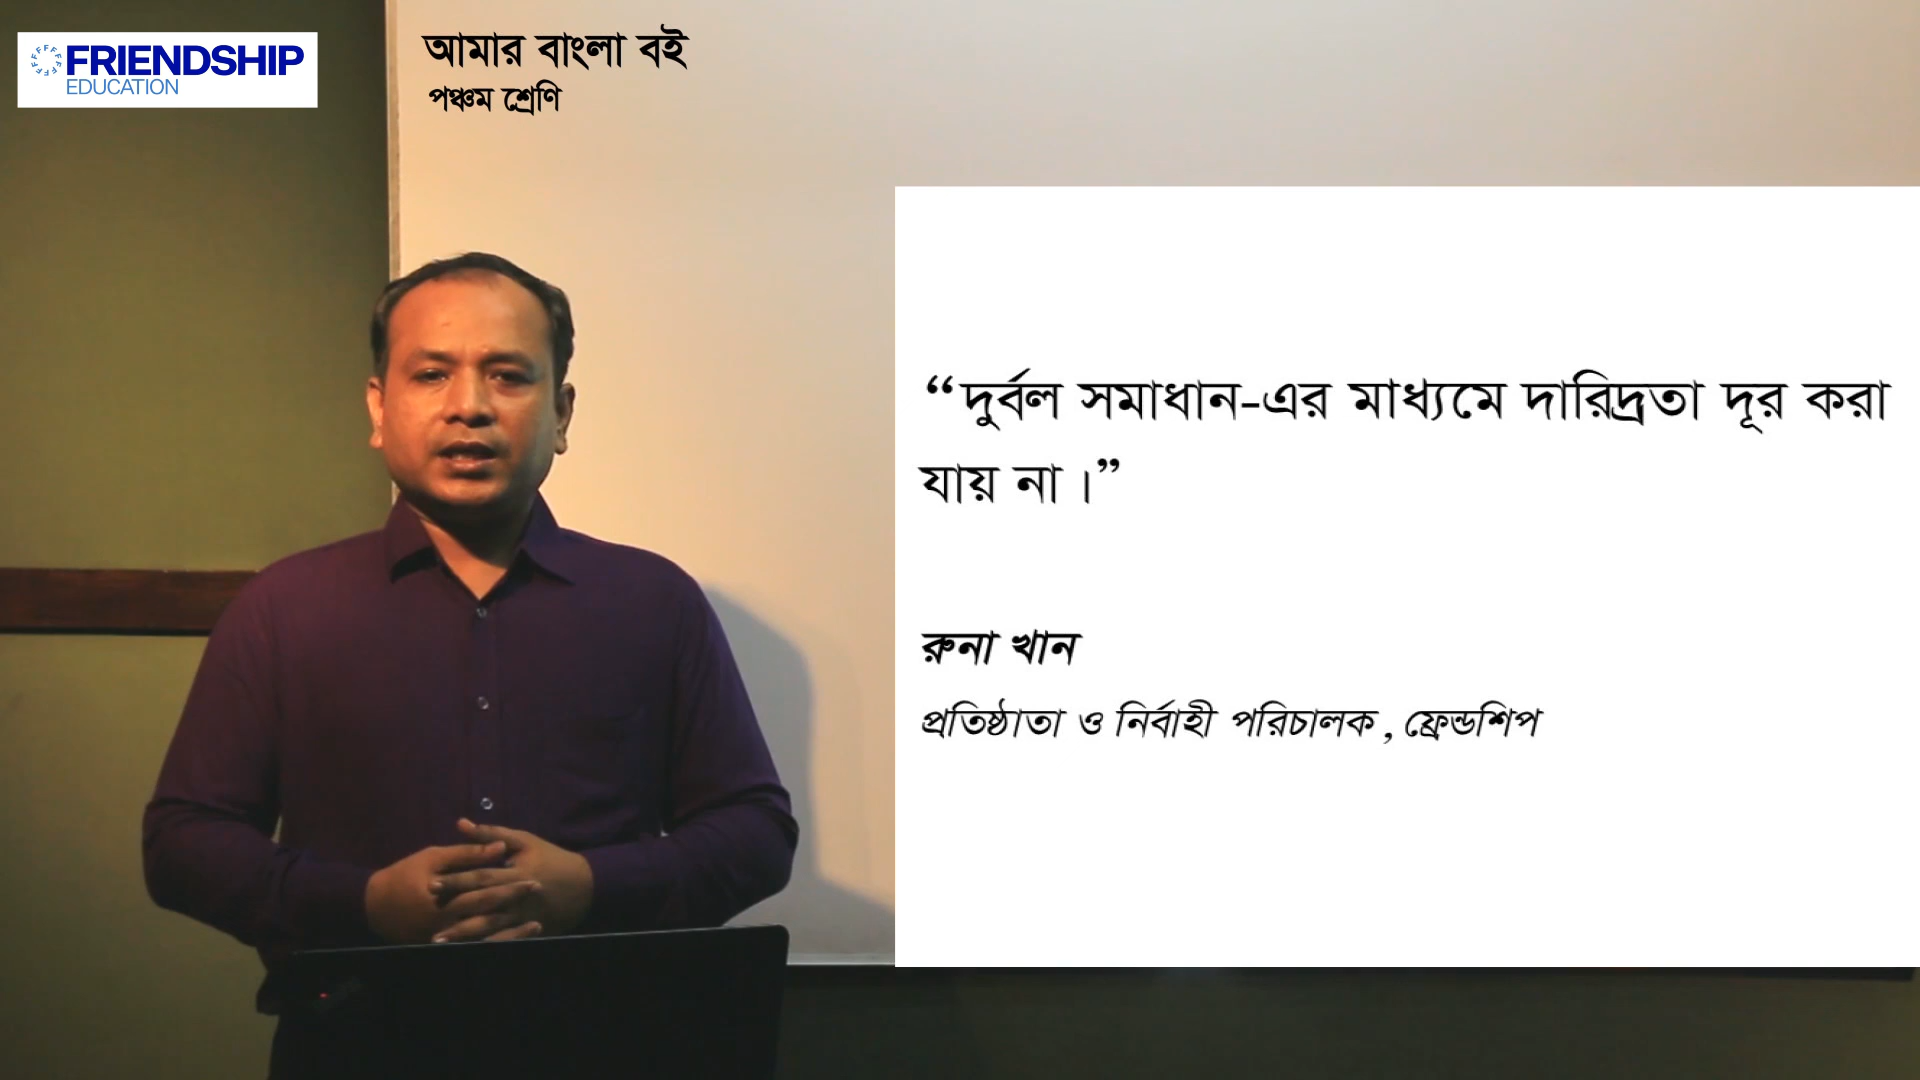 FRIENDSHIP
EDUCATION
আমার বাংলা বই
পঞ্চম শ্রেণি
“দুর্বল সমাধান-এর মাধ্যমে দারিদ্রতা দূর করা
যায় না।”
রুনা খান
প্রতিষ্ঠাতা ও নির্বাহী পরিচালক, ফ্রেন্ডশিপ